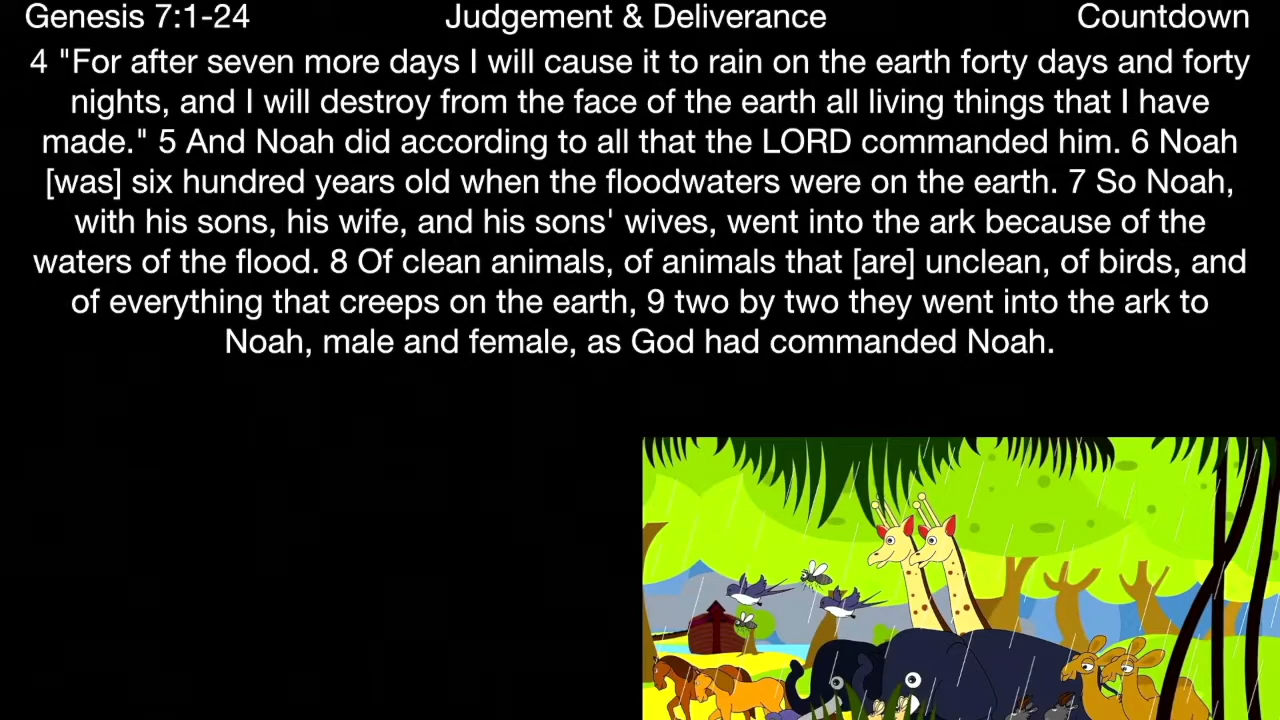 Genesis 7:1-24 Judgement & Deliverance Countdown
4 "For after seven more days I will cause it to rain on the earth forty days and forty
nights, and I will destroy from the face of the earth all living things that I have
made." 5 And Noah did according to all that the LORD commanded him. 6 Noah
[was] six hundred years old when the floodwaters were on the earth. 7 So Noah,
with his sons, his wife, and his sons' wives, went into the ark because of the
waters of the flood. 8 Of clean animals, of animals that [are] unclean, of birds, and
of everything that creeps on the earth, 9 two by two they went into the ark to
Noah, male and female, as God had commanded Noah.